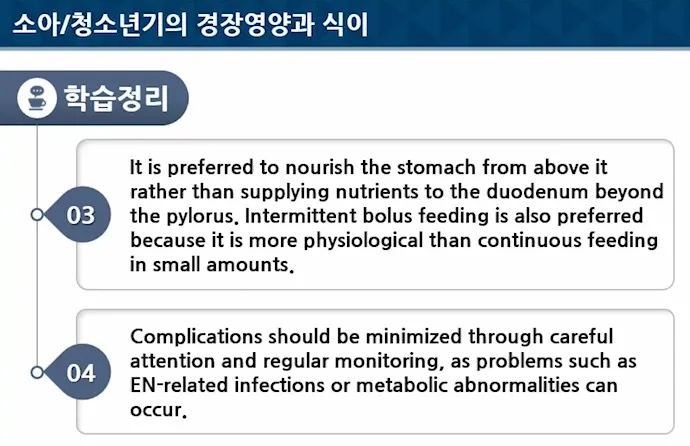 소아/청소년기의 경장영양과 식이
학습정리
03
It is preferred to nourish the stomach from above it
rather than supplying nutrients to the duodenum beyond
the pylorus. Intermittent bolus feeding is also preferred
because it is more physiological than continuous feeding
in small amounts.
04
Complications should be minimized through careful
attention and regular monitoring, as problems such as
EN-related infections or metabolic abnormalities can
occur.